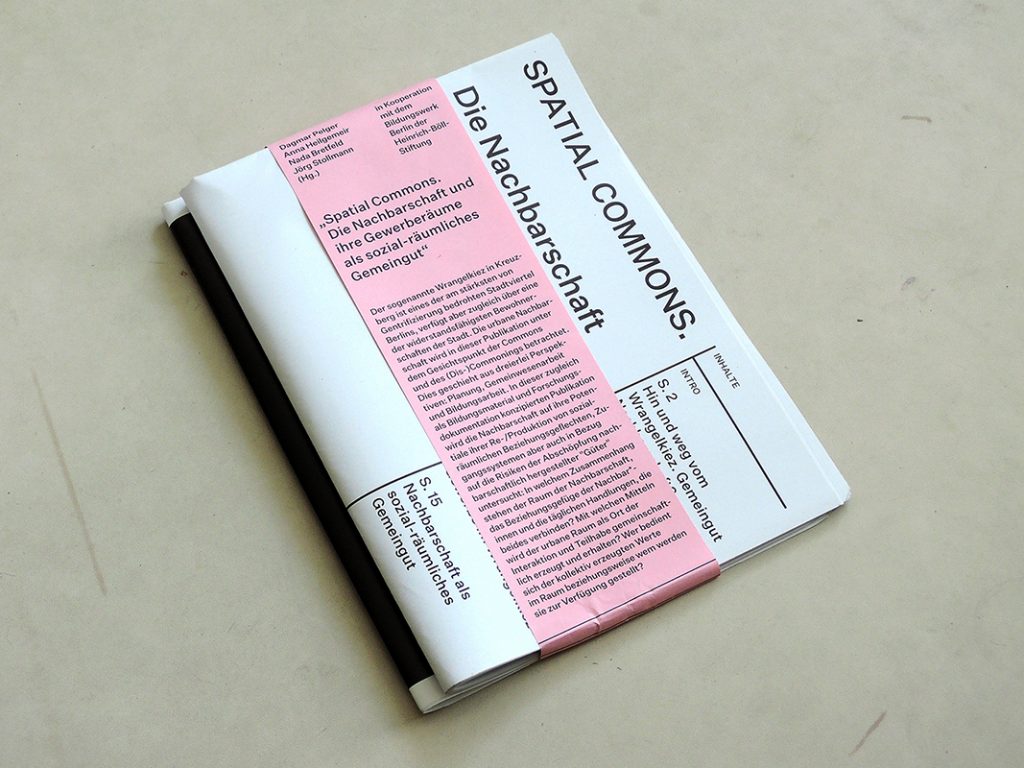 SPATIAL COMMONS.
Die Nachbarschaft
INHALTE
INTRO
S. 2
Hin und weg vom
Wrangelkiez. Gemeingut
S. 15
Nachbarschaft als
sozial-räumliches
Gemeingut
Dagmar Pelger
Anna Heilgemeir
Nada Bretfeld
Jörg Stollmann
(Hg.)
in Kooperation
mit dem
Bildungswerk
Berlin der
Heinrich-Böll-
Stiftung
„Spatial Commons.
Die Nachbarschaft und
ihre Gewerberäume
als sozial-räumliches
Gemeingut“
Der sogenannte Wrangelkiez in Kreuz-
berg ist eines der am stärksten von
Gentrifizierung bedrohten Stadtviertel
Berlins, verfügt aber zugleich über eine
der widerstandsfähigten Bewohner-
schaften der Stadt. Die urbane Nachbar-
schaft wird in dieser Publikation unter
dem Gesichtspunkt der Commons
und des (Dis-)Commonings betrachtet.
Dies geschieht aus dreierlei Perspek-
tiven: Planung, Gemeinwesenarbeit
und Bildungsarbeit. In dieser zugleich
als Bildungsmaterial und Forschungs-
dokumentation konzipierten Publikation
wird die Nachbarschaft auf ihre Poten-
tiale ihrer Re-/Produktion von sozial-
räumlichen Beziehungsgeflechten, Zu-
gangssystemen aber auch in Bezug
auf die Risiken der Abschöpfung nach-
barschaftlich hergestellter “Güter”
untersucht: In welchem Zusammenhang
stehen der Raum der Nachbarschaft,
das Beziehungsgefüge der Nachbar*-
innen und die täglichen Handlungen, die
beides verbinden? Mit welchen Mitteln
wird der urbane Raum als Ort der
Interaktion und Teilhabe gemeinschaft-
lich erzeugt und erhalten? Wer bedient
sich der kollektiv erzeugten Werte
im Raum beziehungsweise wem werden
sie zur Verfügung gestellt?